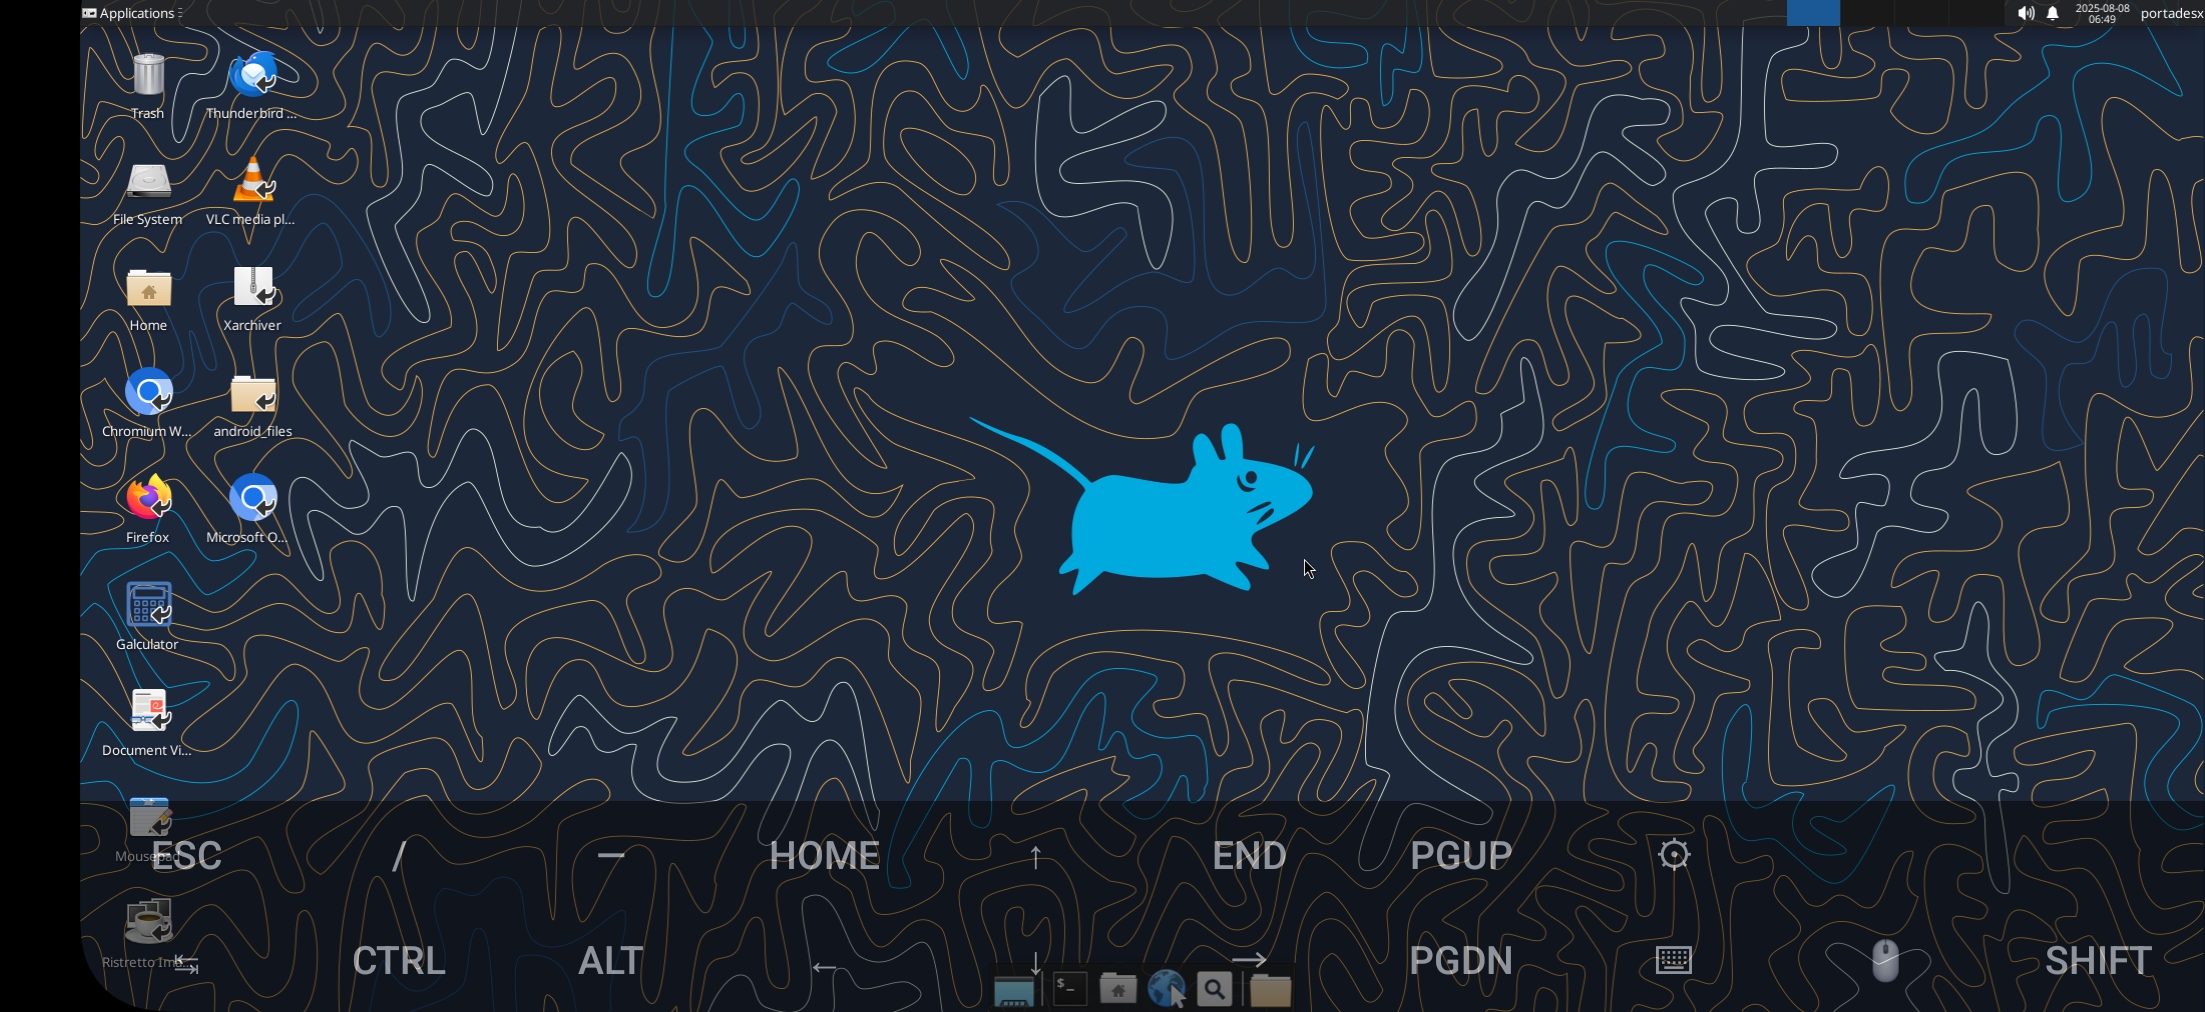 Applications
2025-08-08
06:49
portadesx
Trash
Thunderbird ...
File System
VLC media pl...
Home
Xarchiver
Chromium W...
android_files
Firefox
Microsoft O...
Galculator
Document Vi...
Mousepad
Ristretto Im...
ESC
/
—
HOME
↑
END
PGUP
CTRL
ALT
←
↓
→
PGDN
SHIFT
$_